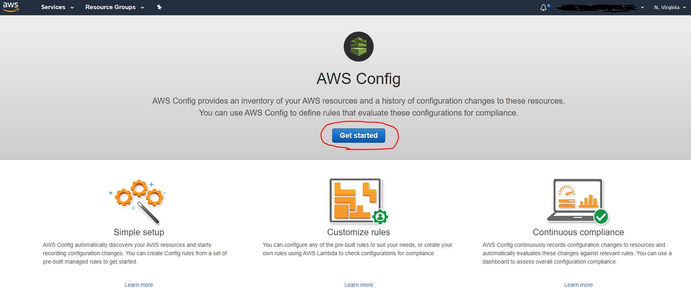 aws
Services
Resource Groups
N. Virginia
AWS Config
AWS Config provides an inventory of your AWS resources and a history of configuration changes to these resources.
You can use AWS Config to define rules that evaluate these configurations for compliance.
Get started
Simple setup
AWS Config automatically discovers your AWS resources and starts
recording configuration changes. You can create Config rules from a set of
pre-built managed rules to get started.
Learn more
Customize rules
You can configure any of the pre-built rules to suit your needs, or create your
own rules using AWS Lambda to check configurations for compliance.
Learn more
Continuous compliance
AWS Config continuously records configuration changes to resources and
automatically evaluates these changes against relevant rules. You can use a
dashboard to assess overall configuration compliance.
Learn more